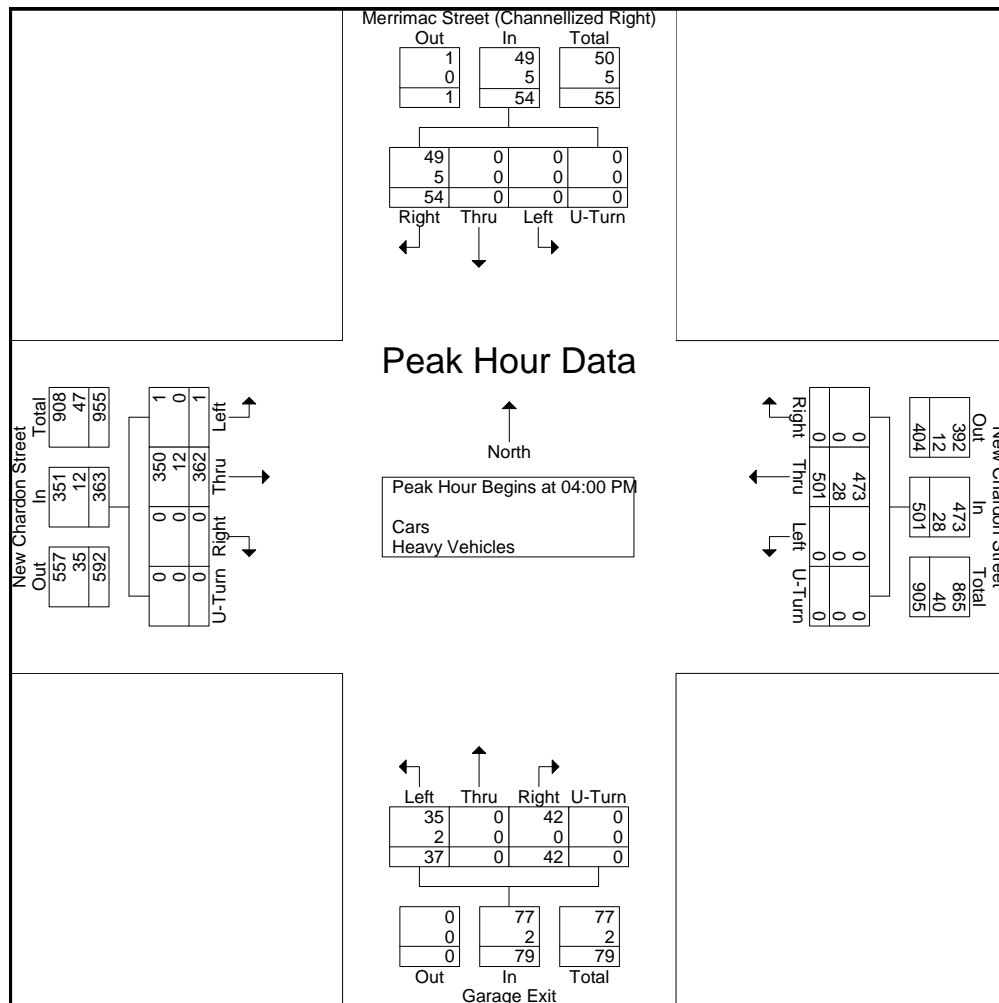 Merrimac Street (Channellized Right)
Out In Total
1 49 50
0 5 5
1 54 55
49 0 0 0
5 0 0 0
54 0 0 0
Right Thru Left U-Turn
Peak Hour Data
North
Peak Hour Begins at 04:00 PM
Cars
Heavy Vehicles
New Chardon Street
Total In Out
908 351 557
47 12 35
955 363 592
1 350 0 0
0 12 0 0
1 362 0 0
Left Thru Right U-Turn
New Chardon Street
Out In Total
392 473 865
12 28 40
404 501 905
0 473 0 0
0 28 0 0
0 501 0 0
Right Thru Left U-Turn
Left Thru Right U-Turn
35 0 42 0
2 0 0 0
37 0 42 0
0 77 77
0 2 2
0 79 79
Out In Total
Garage Exit